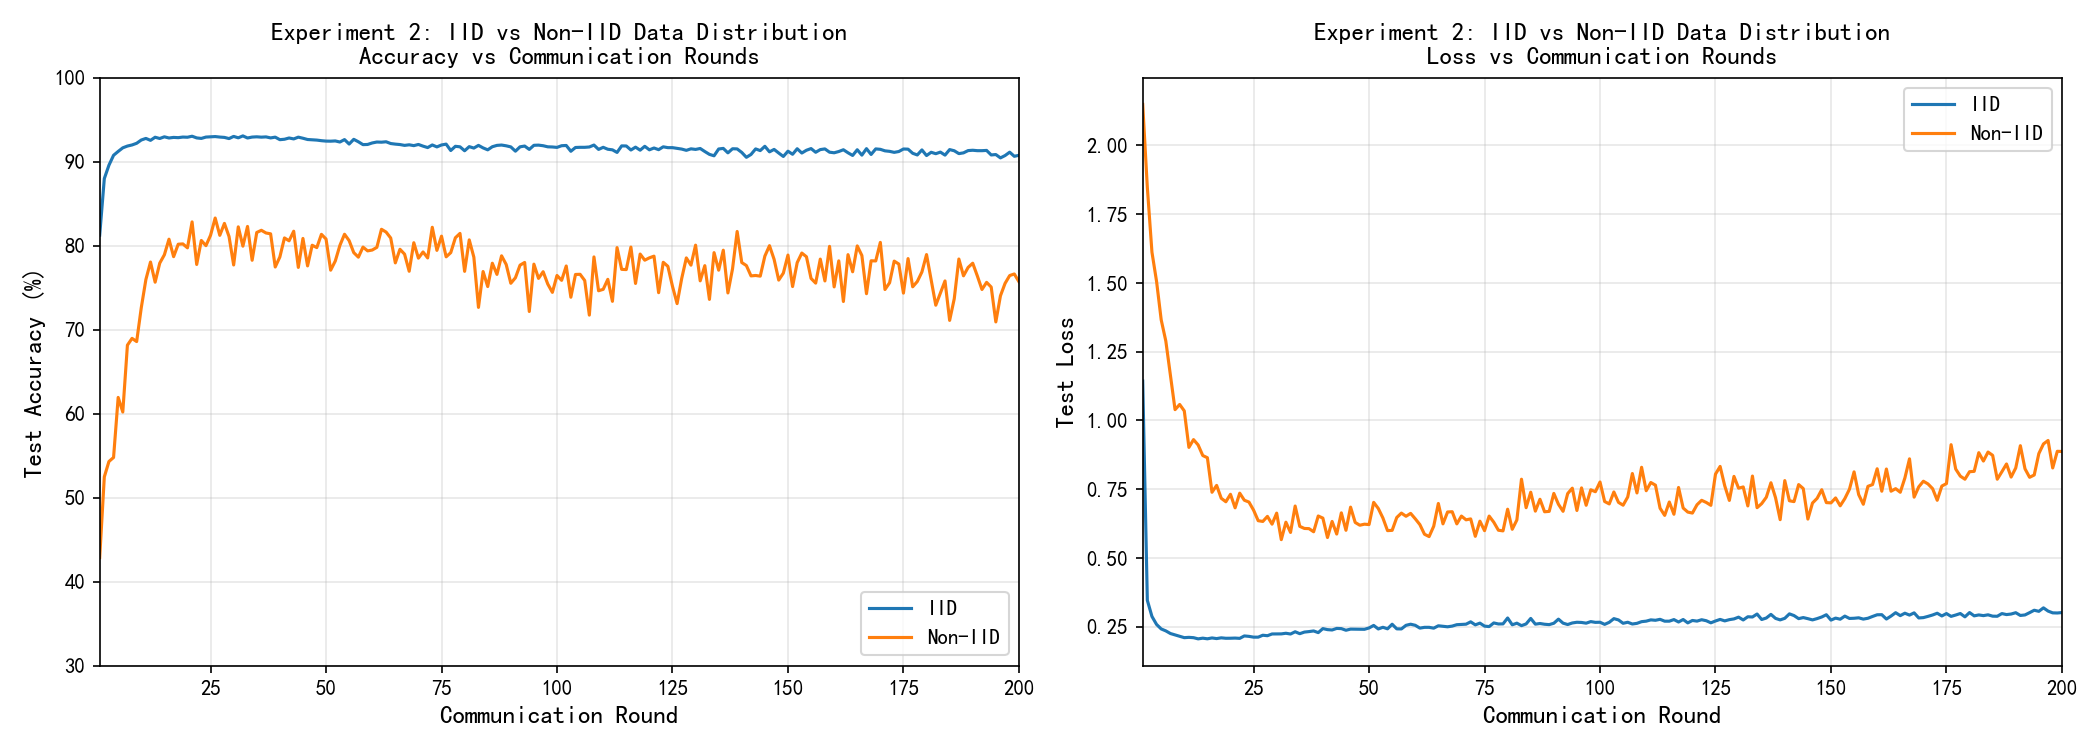 Experiment 2: IID vs Non-IID Data Distribution
Accuracy vs Communication Rounds
Test Accuracy (%)
100
90
80
70
60
50
40
30
25
50
75
100
125
150
175
200
Communication Round
IID
Non-IID
Experiment 2: IID vs Non-IID Data Distribution
Loss vs Communication Rounds
Test Loss
2.00
1.75
1.50
1.25
1.00
0.75
0.50
0.25
25
50
75
100
125
150
175
200
Communication Round
IID
Non-IID